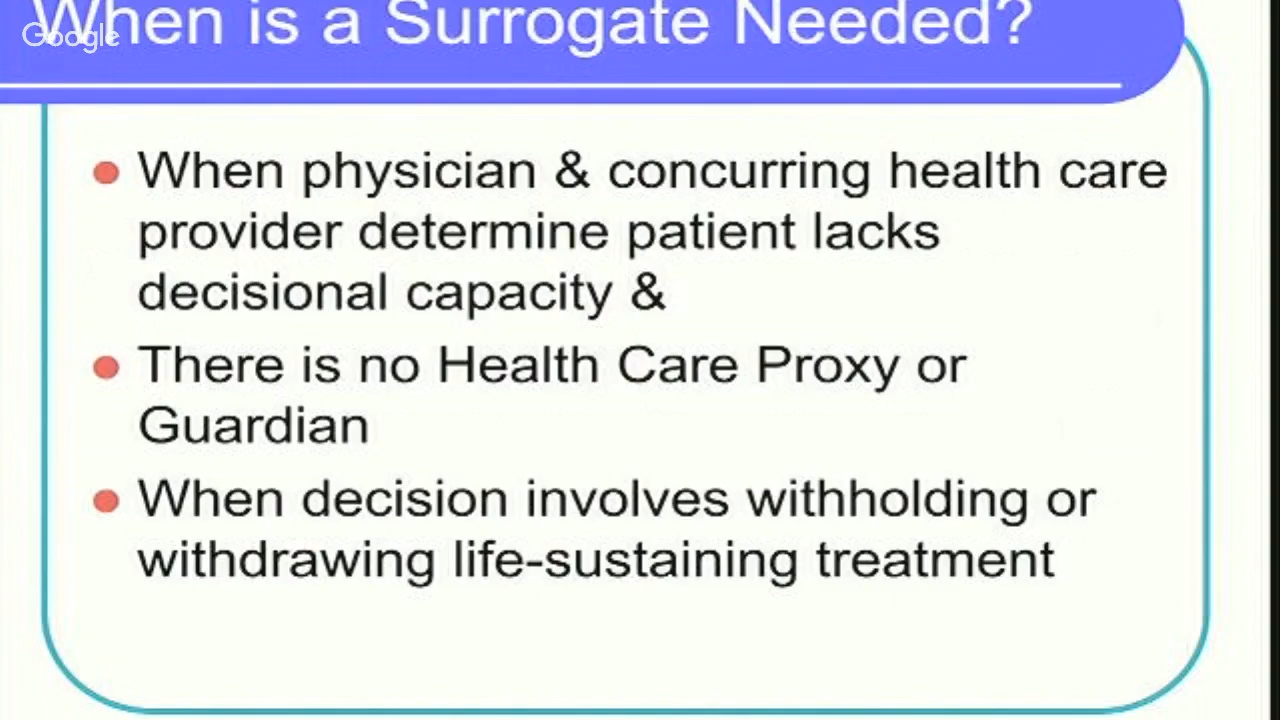 When is a Surrogate Needed?
Google
When physician & concurring health care
provider determine patient lacks
decisional capacity &
There is no Health Care Proxy or
Guardian
When decision involves withholding or
withdrawing life-sustaining treatment